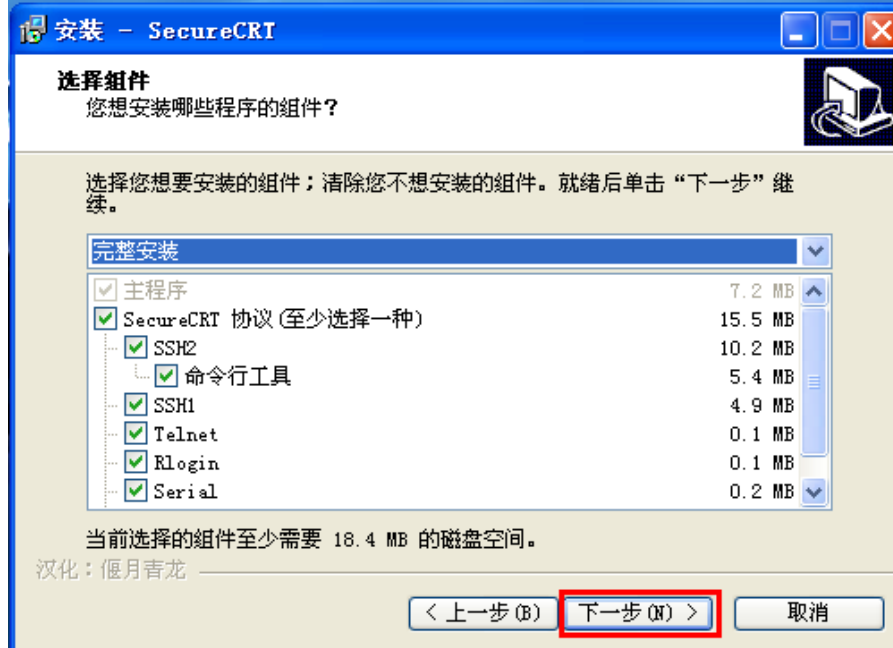 安装 - SecureCRT
选择组件
您想安装哪些程序的组件？
选择您想要安装的组件；清除您不想安装的组件。就绪后单击“下一步”继
续。
完整安装
主程序 7.2 MB
SecureCRT 协议(至少选择一种) 15.5 MB
SSH2 10.2 MB
命令行工具 5.4 MB
SSH1 4.9 MB
Telnet 0.1 MB
Rlogin 0.1 MB
Serial 0.2 MB
当前选择的组件至少需要 18.4 MB 的磁盘空间。
汉化：偃月青龙
< 上一步(B) 下一步(N) > 取消